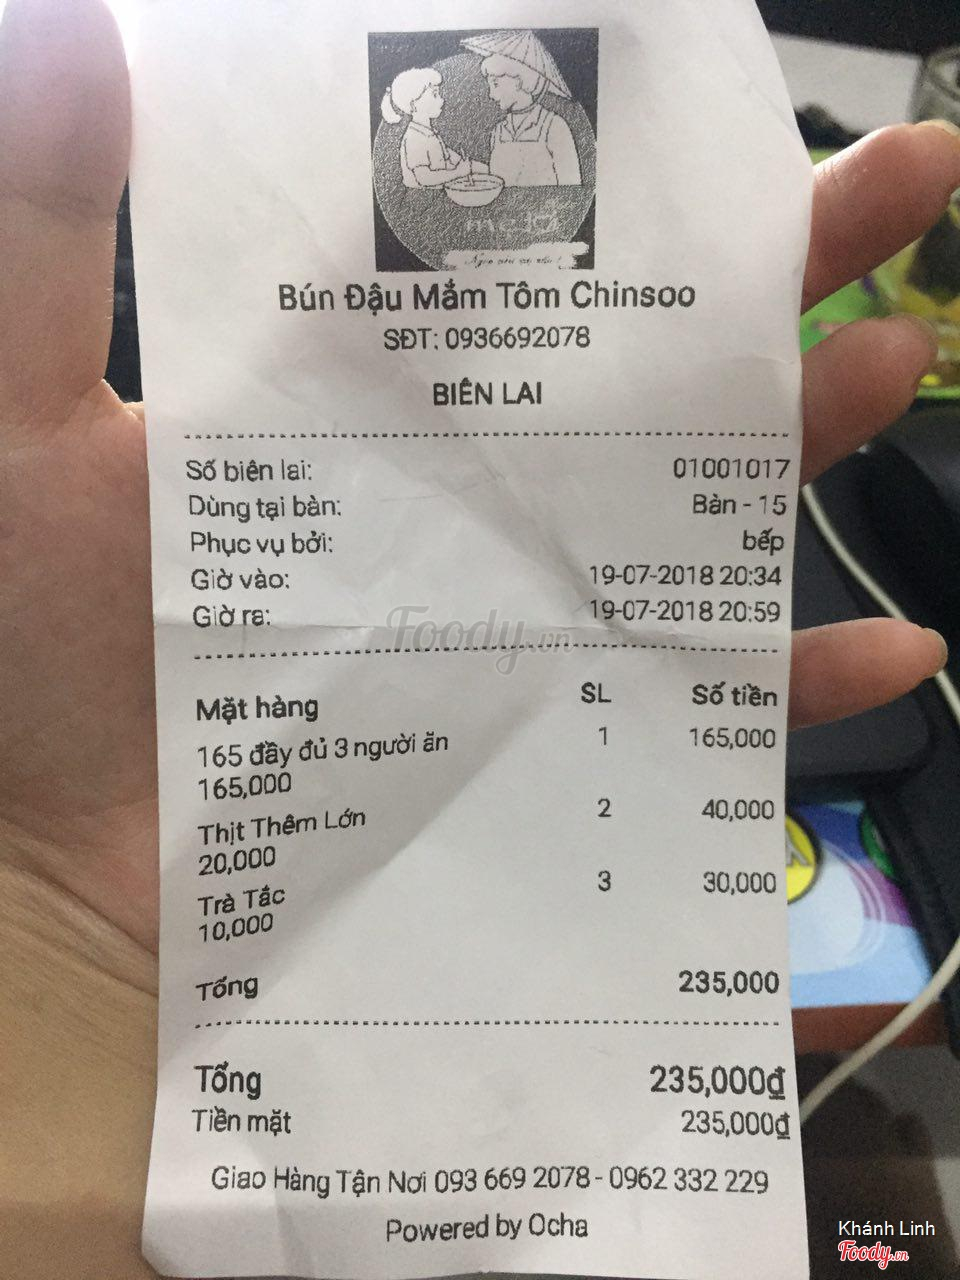 Bún Đậu Mắm Tôm Chinsoo
SĐT: 0936692078
BIÊN LAI
Số biên lai: 01001017
Dùng tại bàn: Bàn - 15
Phục vụ bởi: bếp
Giờ vào: 19-07-2018 20:34
Giờ ra: 19-07-2018 20:59
Foody.vn
Mặt hàng SL Số tiền
165 đầy đủ 3 người ăn 1 165,000
165,000
Thịt Thêm Lớn 2 40,000
20,000
Trà Tắc 3 30,000
10,000
Tổng 235,000
Tổng 235,000₫
Tiền mặt 235,000₫
Giao Hàng Tận Nơi 093 669 2078 - 0962 332 229
Powered by Ocha
Khánh Linh
Foody.vn